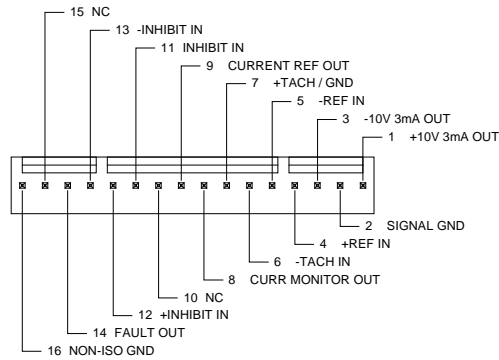 15 NC
13 -INHIBIT IN
11 INHIBIT IN
9 CURRENT REF OUT
7 +TACH / GND
5 -REF IN
3 -10V 3mA OUT
1 +10V 3mA OUT
2 SIGNAL GND
4 +REF IN
6 -TACH IN
8 CURR MONITOR OUT
10 NC
12 +INHIBIT IN
14 FAULT OUT
16 NON-ISO GND